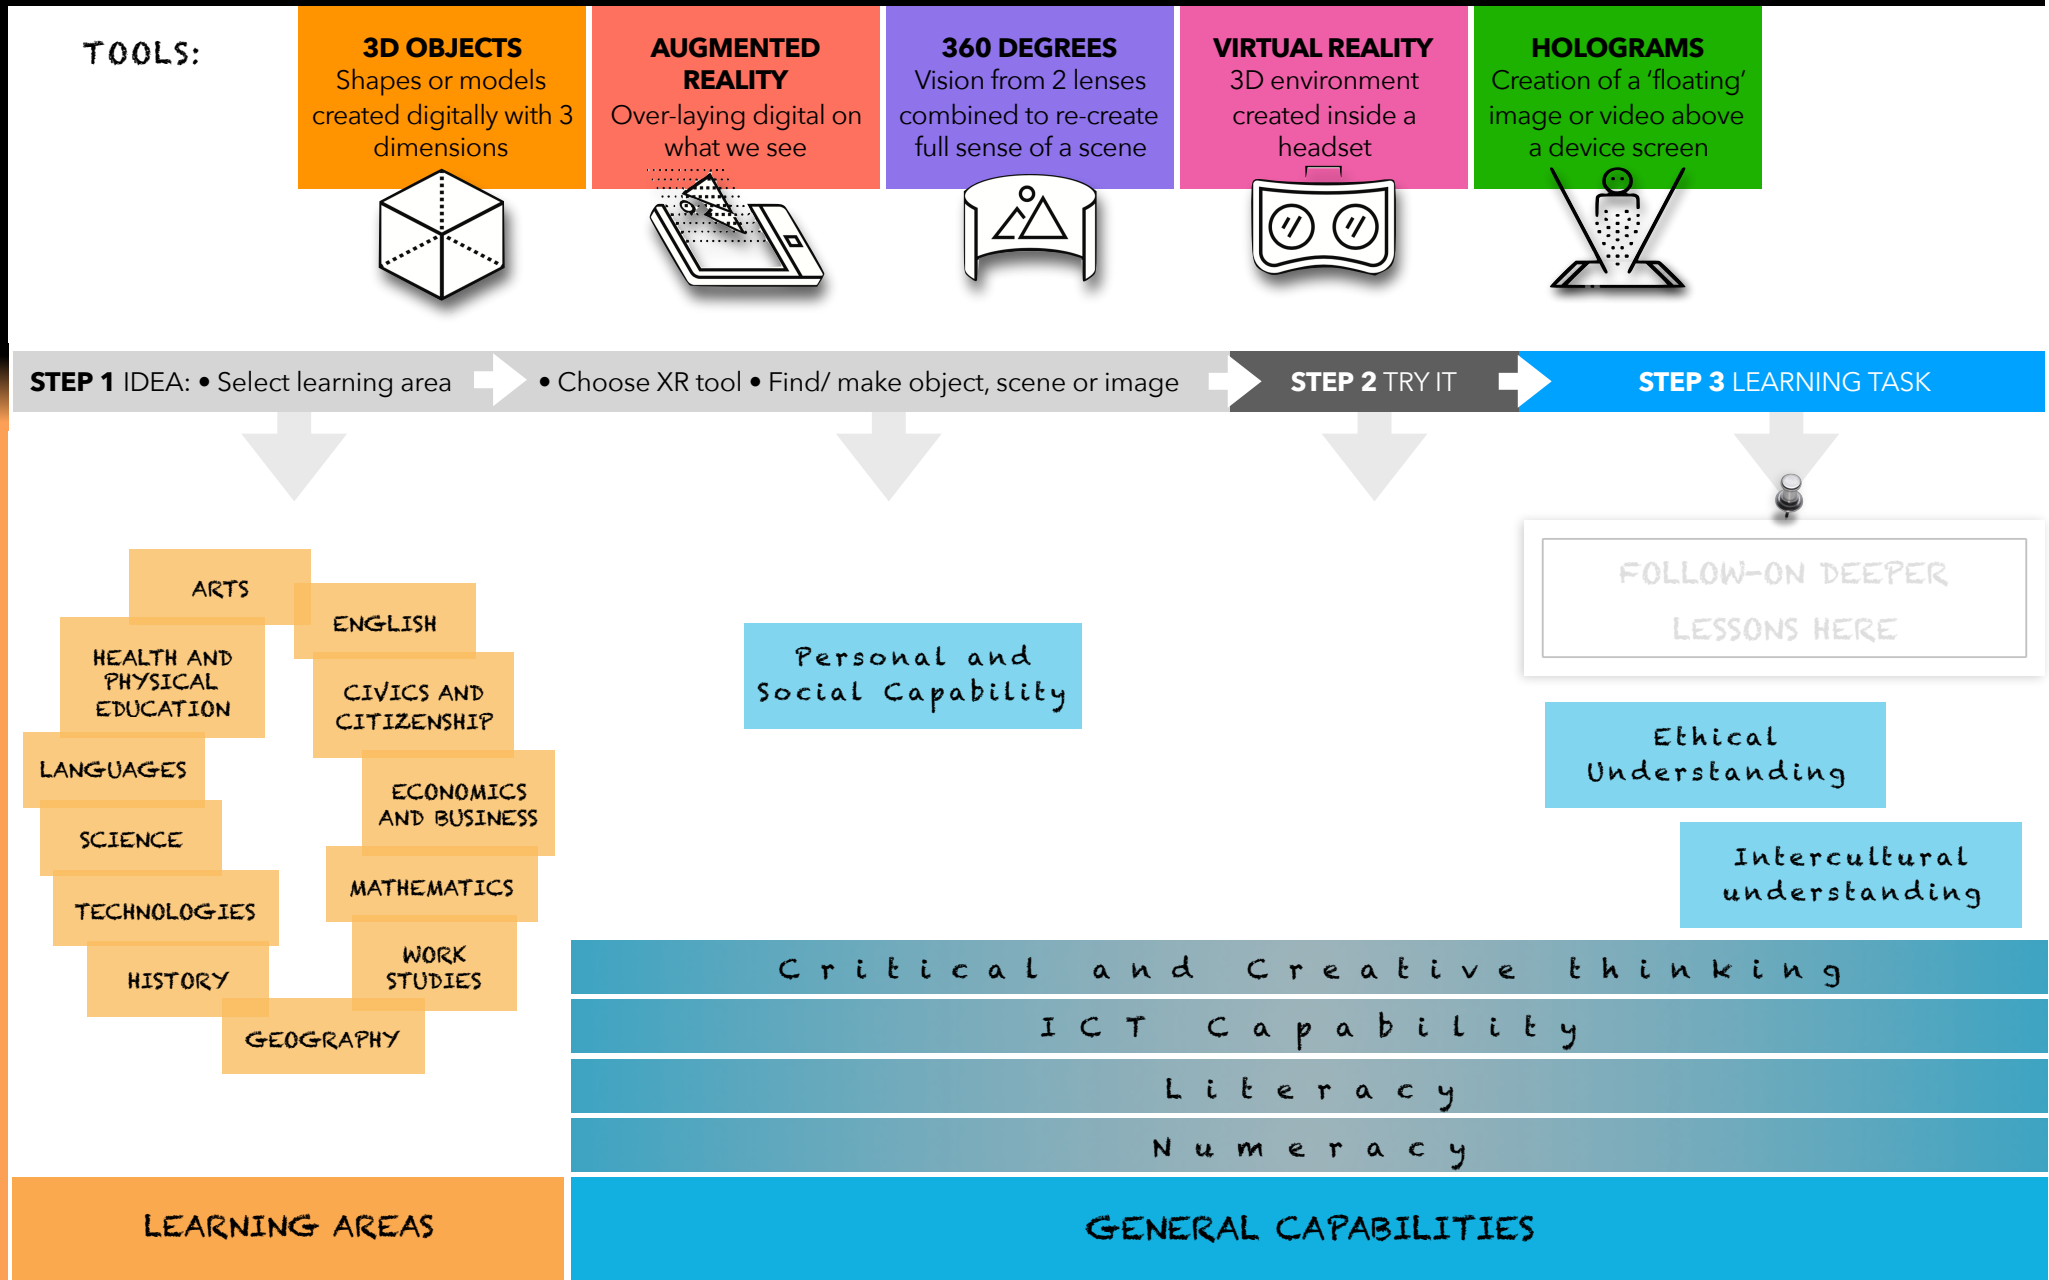 TOOLS:
3D OBJECTS
Shapes or models
created digitally with 3
dimensions
AUGMENTED
REALITY
Over-laying digital on
what we see
360 DEGREES
Vision from 2 lenses
combined to re-create
full sense of a scene
VIRTUAL REALITY
3D environment
created inside a
headset
HOLOGRAMS
Creation of a ‘floating’
image or video above
a device screen
STEP 1 IDEA: • Select learning area
• Choose XR tool • Find/ make object, scene or image
STEP 2 TRY IT
STEP 3 LEARNING TASK
ARTS
ENGLISH
HEALTH AND
PHYSICAL
EDUCATION
CIVICS AND
CITIZENSHIP
LANGUAGES
ECONOMICS
AND BUSINESS
SCIENCE
MATHEMATICS
TECHNOLOGIES
WORK
STUDIES
HISTORY
GEOGRAPHY
Personal and
Social Capability
FOLLOW-ON DEEPER
LESSONS HERE
Ethical
Understanding
Intercultural
understanding
Critical and Creative thinking
ICT Capability
Literacy
Numeracy
LEARNING AREAS
GENERAL CAPABILITIES